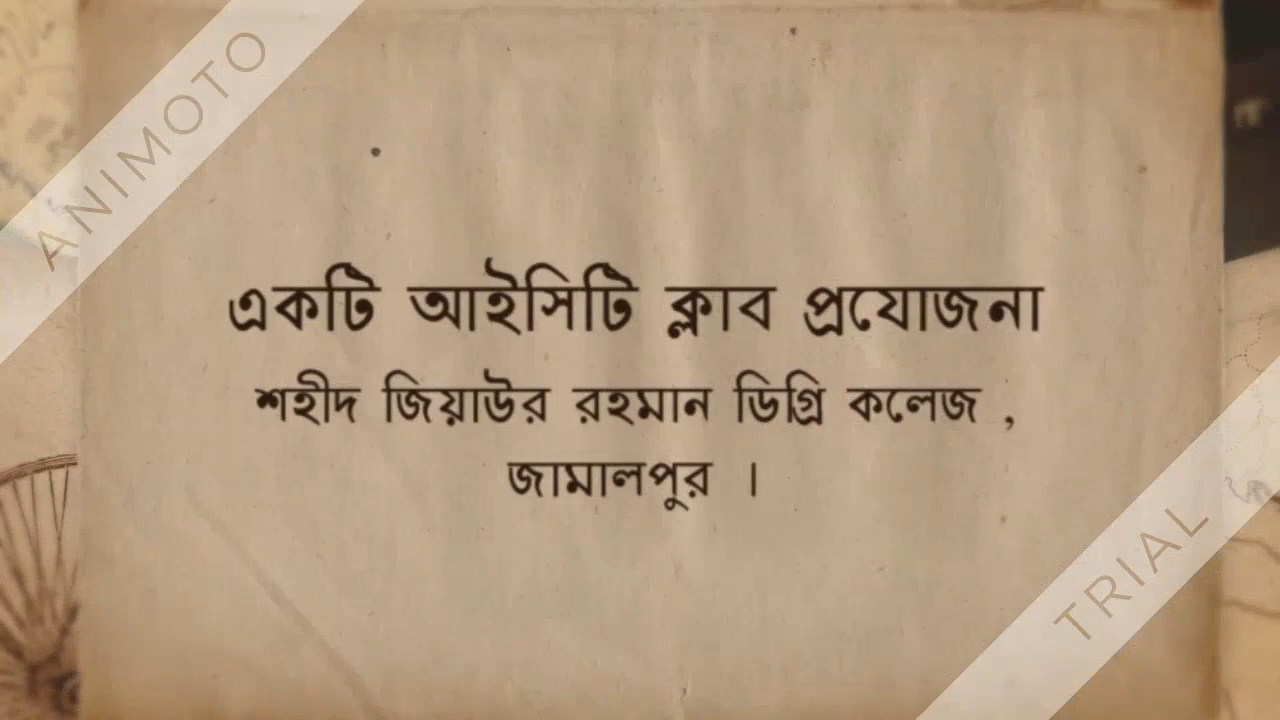 ANIMOTO
একটি আইসিটি ক্লাব প্রযোজনা
শহীদ জিয়াউর রহমান ডিগ্রি কলেজ ,
জামালপুর ।
TRIAL